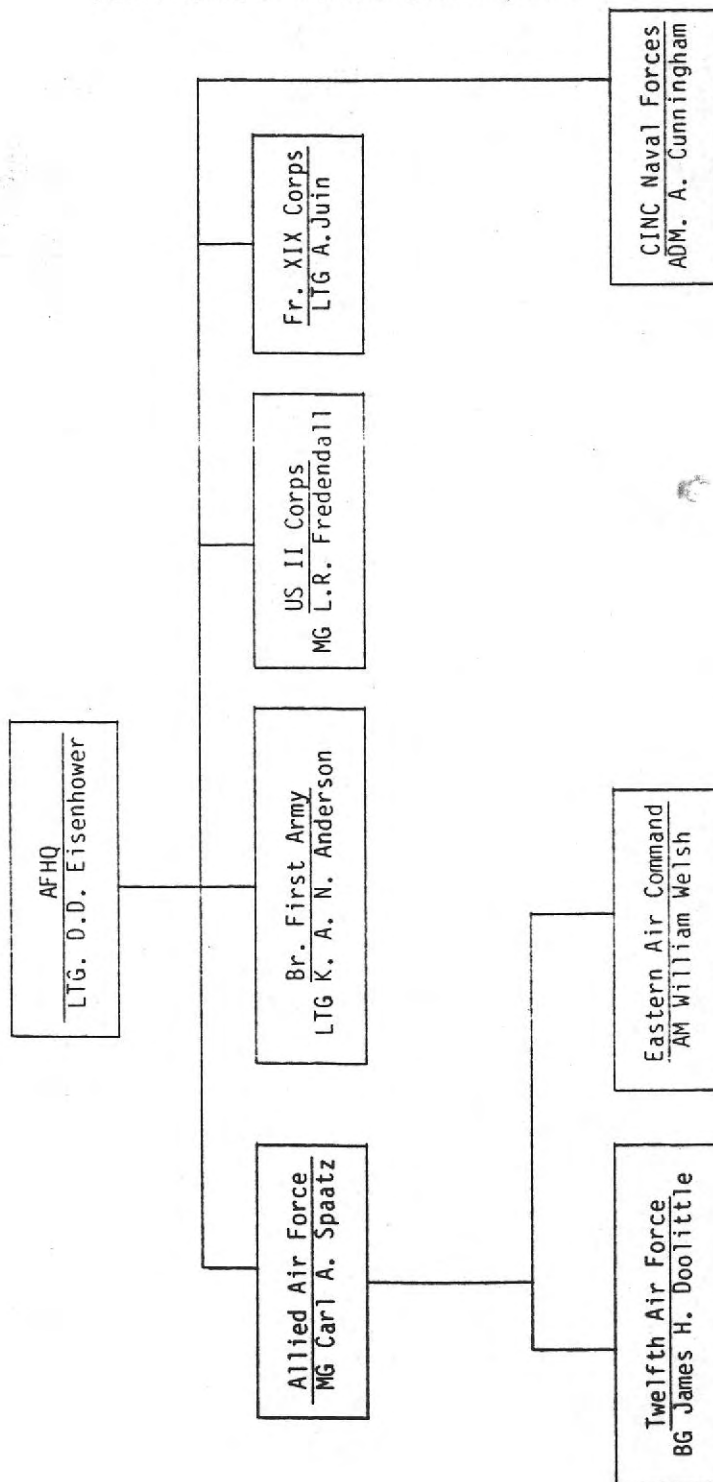 AFHQ
LTG. D.D. Eisenhower
Allied Air Force
MG Carl A. Spaatz
Br. First Army
LTG K. A. N. Anderson
US II Corps
MG L.R. Fredendall
Fr. XIX Corps
LTG A.Juin
Twelfth Air Force
BG James H. Doolittle
Eastern Air Command
AM William Welsh
CINC Naval Forces
ADM. A. Cunningham